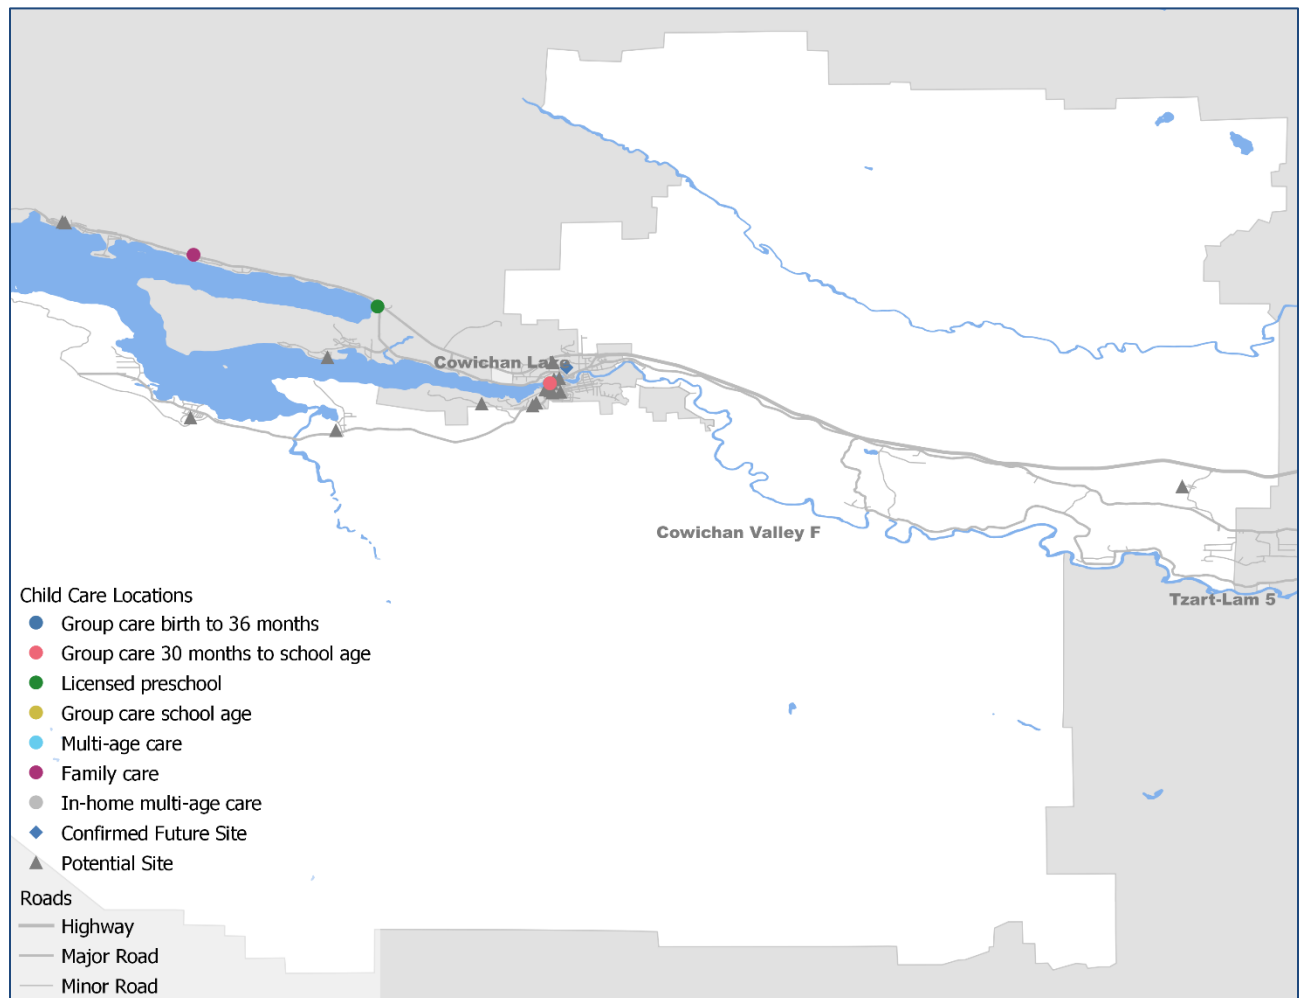 Cowichan Lake
Cowichan Valley F
Tzart-Lam 5
Child Care Locations
Group care birth to 36 months
Group care 30 months to school age
Licensed preschool
Group care school age
Multi-age care
Family care
In-home multi-age care
Confirmed Future Site
Potential Site
Roads
Highway
Major Road
Minor Road